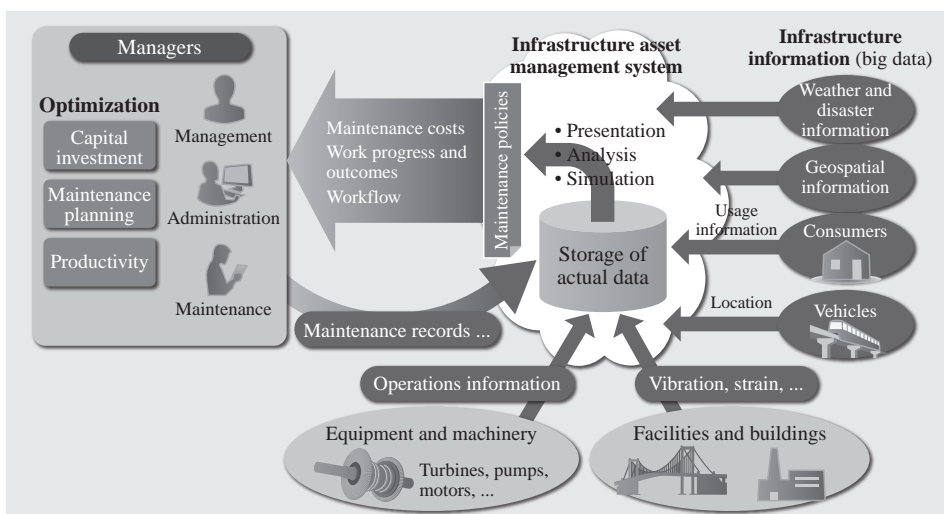 Managers
Optimization
Capital
investment
Maintenance
planning
Productivity
Management
Administration
Maintenance
Maintenance costs
Work progress and
outcomes
Workflow
Maintenance policies
Infrastructure asset
management system
• Presentation
• Analysis
• Simulation
Storage of
actual data
Infrastructure
information (big data)
Weather and
disaster
information
Geospatial
information
Usage
information
Consumers
Location
Vehicles
Maintenance records ...
Operations information
Vibration, strain, ...
Equipment and machinery
Turbines, pumps,
motors, ...
Facilities and buildings